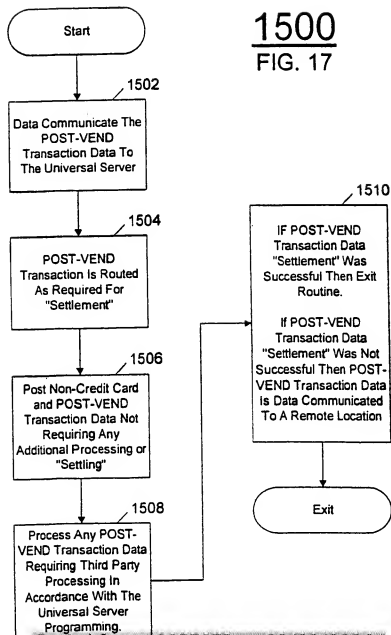 1500
FIG. 17
Start
1502
Data Communicate The
POST-VEND
Transaction Data To
The Universal Server
1504
POST-VEND
Transaction Is Routed
As Required For
"Settlement"
1506
Post Non-Credit Card
and POST-VEND
Transaction Data Not
Requiring Any
Additional Processing or
"Settling"
1508
Process Any POST-
VEND Transaction Data
Requiring Third Party
Processing In
Accordance With The
Universal Server
Programming.
1510
IF POST-VEND
Transaction Data
"Settlement" Was
Successful Then Exit
Routine.
If POST-VEND
Transaction Data
"Settlement" Was Not
Successful Then POST-
VEND Transaction Data
Is Data Communicated
To A Remote Location
Exit